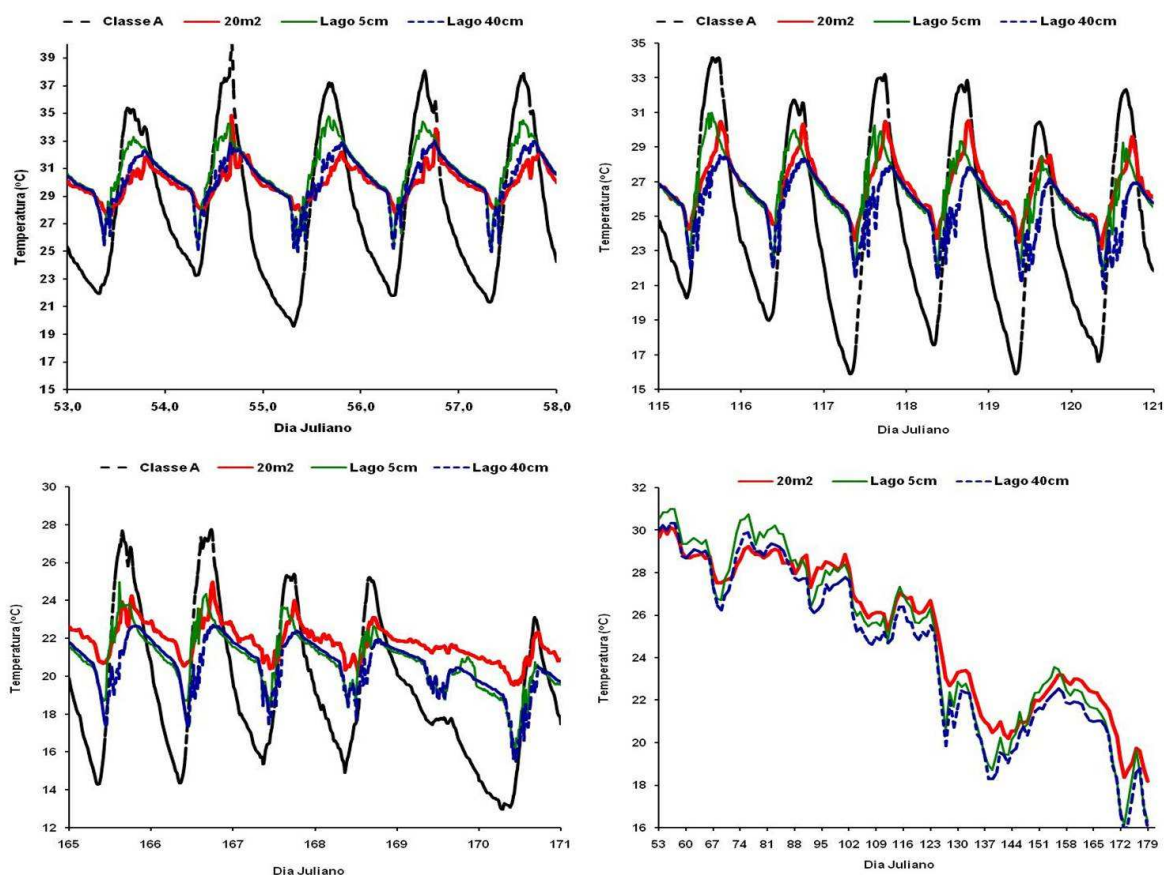 Classe A 20m2 Lago 5cm Lago 40cm
39
37
35
33
31
29
27
25
23
21
19
17
15
Temperatura (ºC)
53,0 54,0 55,0 56,0 57,0 58,0
Dia Juliano
Classe A 20m2 Lago 5cm Lago 40cm
35
33
31
29
27
25
23
21
19
17
15
Temperatura (ºC)
115 116 117 118 119 120 121
Dia Juliano
Classe A 20m2 Lago 5cm Lago 40cm
30
28
26
24
22
20
18
16
14
12
Temperatura (ºC)
165 166 167 168 169 170 171
Dia Juliano
20m2 Lago 5cm Lago 40cm
32
30
28
26
24
22
20
18
16
Temperatura (ºC)
53 60 67 74 81 88 95 102 109 116 123 130 137 144 151 158 165 172 179
Dia Juliano